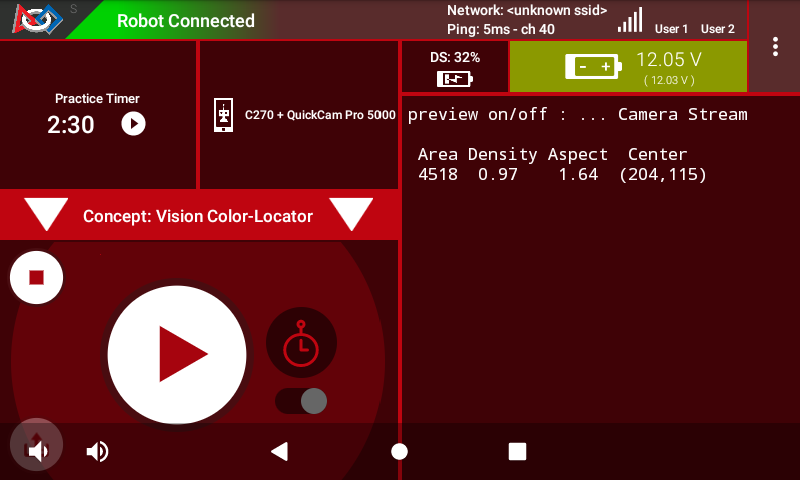 S
Robot Connected
Network: <unknown ssid>
Ping: 5ms - ch 40
User 1 User 2
Practice Timer
2:30
C270 + QuickCam Pro 5000
DS: 32%
12.05 V
( 12.03 V )
preview on/off : ... Camera Stream
Area Density Aspect Center
4518 0.97 1.64 (204,115)
Concept: Vision Color-Locator